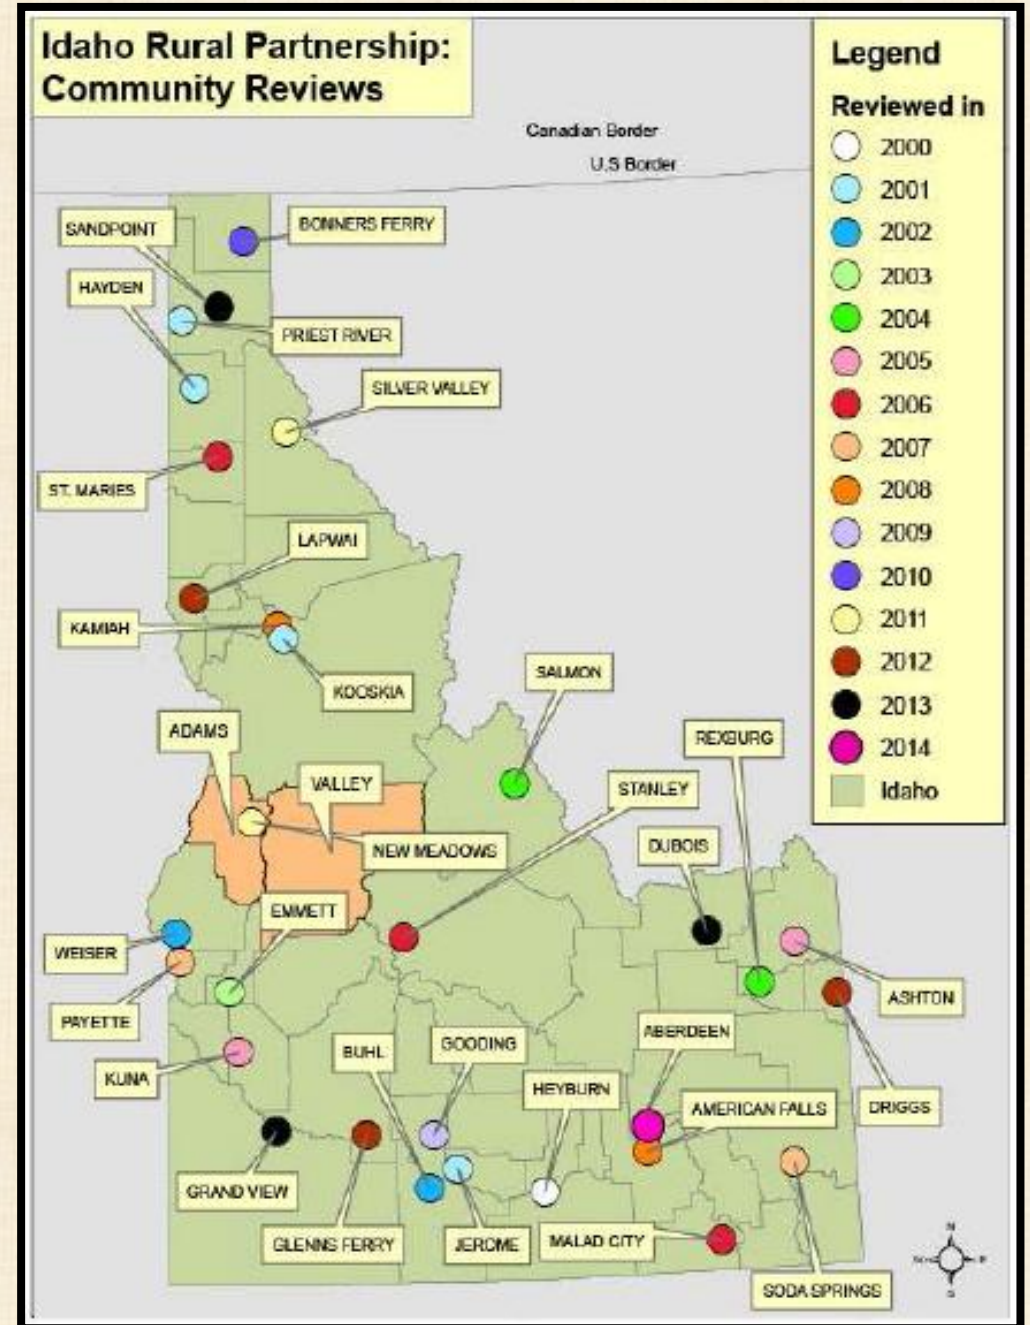 Idaho Rural Partnership:
Community Reviews
Canadian Border
U.S Border
Legend
Reviewed in
2000
2001
2002
2003
2004
2005
2006
2007
2008
2009
2010
2011
2012
2013
2014
Idaho
SANDPOINT
BONNERS FERRY
HAYDEN
PRIEST RIVER
SILVER VALLEY
ST. MARIES
LAPWAI
KAMIAH
KOOSKIA
SALMON
ADAMS
REXBURG
VALLEY
STANLEY
NEW MEADOWS
DUBOIS
EMMETT
WEISER
ASHTON
PAYETTE
ABERDEEN
BUHL
GOODING
KUNA
HEYBURN
AMERICAN FALLS
DRIGGS
GRAND VIEW
GLENNS FERRY
JEROME
MALAD CITY
SODA SPRINGS
N
S